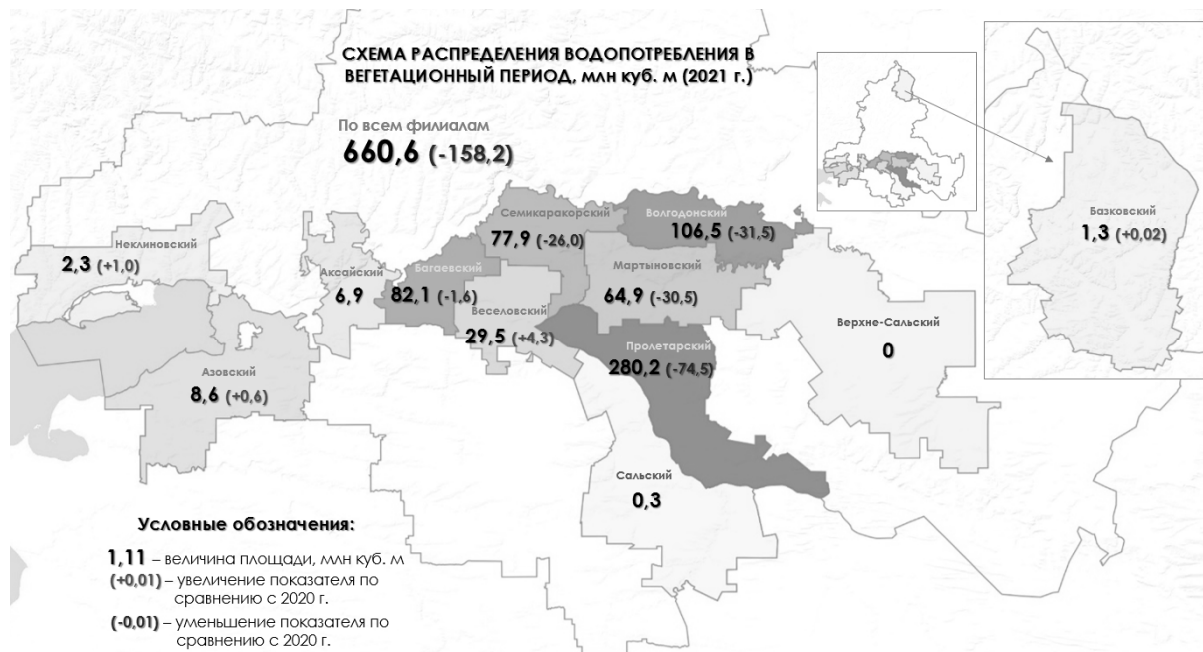 СХЕМА РАСПРЕДЕЛЕНИЯ ВОДОПОТРЕБЛЕНИЯ В
ВЕГЕТАЦИОННЫЙ ПЕРИОД, МЛН КУБ. М (2021 Г.)
По всем филиалам
660,6 (-158,2)
Неклиновский
2,3 (+1,0)
Азовский
8,6 (+0,6)
Аксайский
6,9
Багаевский
82,1 (-1,6)
Семикаракорский
77,9 (-26,0)
Веселовский
29,5 (+4,3)
Волгодонский
106,5 (-31,5)
Мартыновский
64,9 (-30,5)
Пролетарский
280,2 (-74,5)
Сальский
0,3
Верхне-Сальский
0
Базковский
1,3 (+0,02)
Условные обозначения:
1,11 – величина площади, млн куб. м
(+0,01) – увеличение показателя по
сравнению с 2020 г.
(-0,01) – уменьшение показателя по
сравнению с 2020 г.